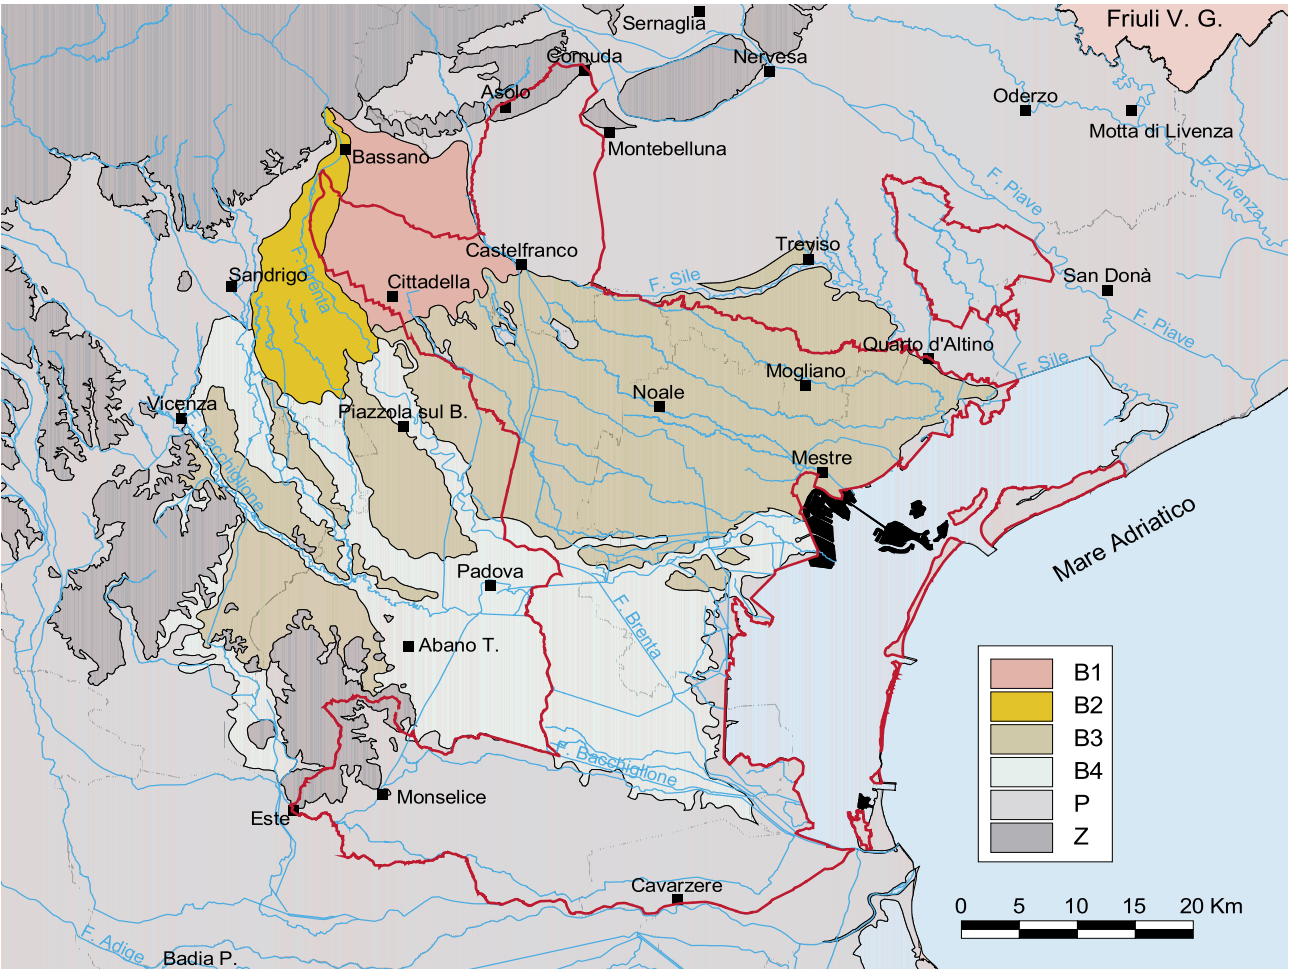 Sernaglia
Friuli V. G.
Cornuda
Nervesa
Asolo
Oderzo
Motta di Livenza
Bassano
Montebelluna
F. Piave
F. Livenza
Castelfranco
Treviso
Sandrigo
F. Brenta
Cittadella
F. Sile
San Donà
F. Piave
Quarto d'Altino
F. Sile
Mogliano
Noale
Vicenza
Piazzola sul B.
F. Bacchiglione
Mestre
Mare Adriatico
Padova
F. Brenta
Abano T.
F. Bacchiglione
Monselice
Este
Cavarzere
F. Adige
Badia P.
B1
B2
B3
B4
P
Z
0 5 10 15 20 Km